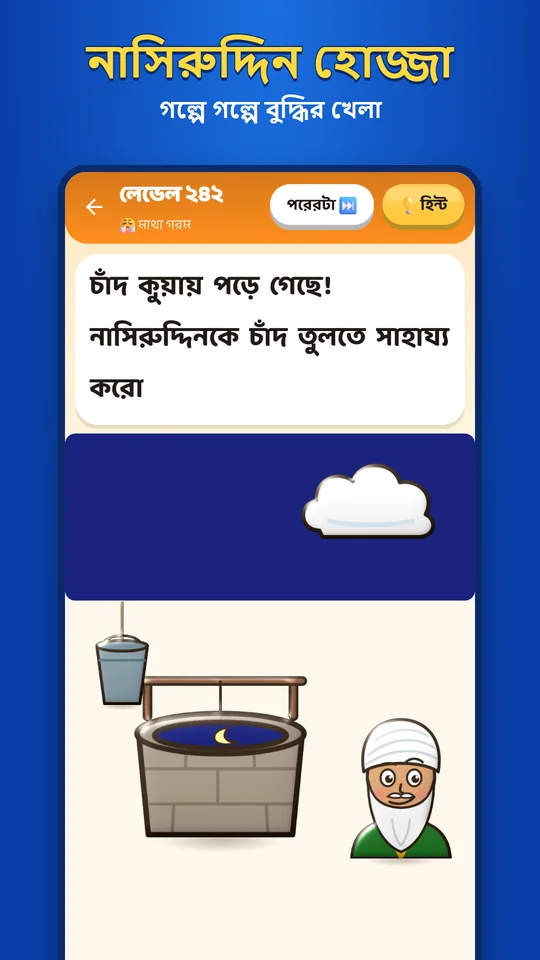 নাসিরুদ্দিন হোজ্জা
গল্পে গল্পে বুদ্ধির খেলা
লেভেল ২৪২
মাথা গরম
পরেরটা
হিন্ট
চাঁদ কুয়ায় পড়ে গেছে!
নাসিরুদ্দিনকে চাঁদ তুলতে সাহায্য
করো